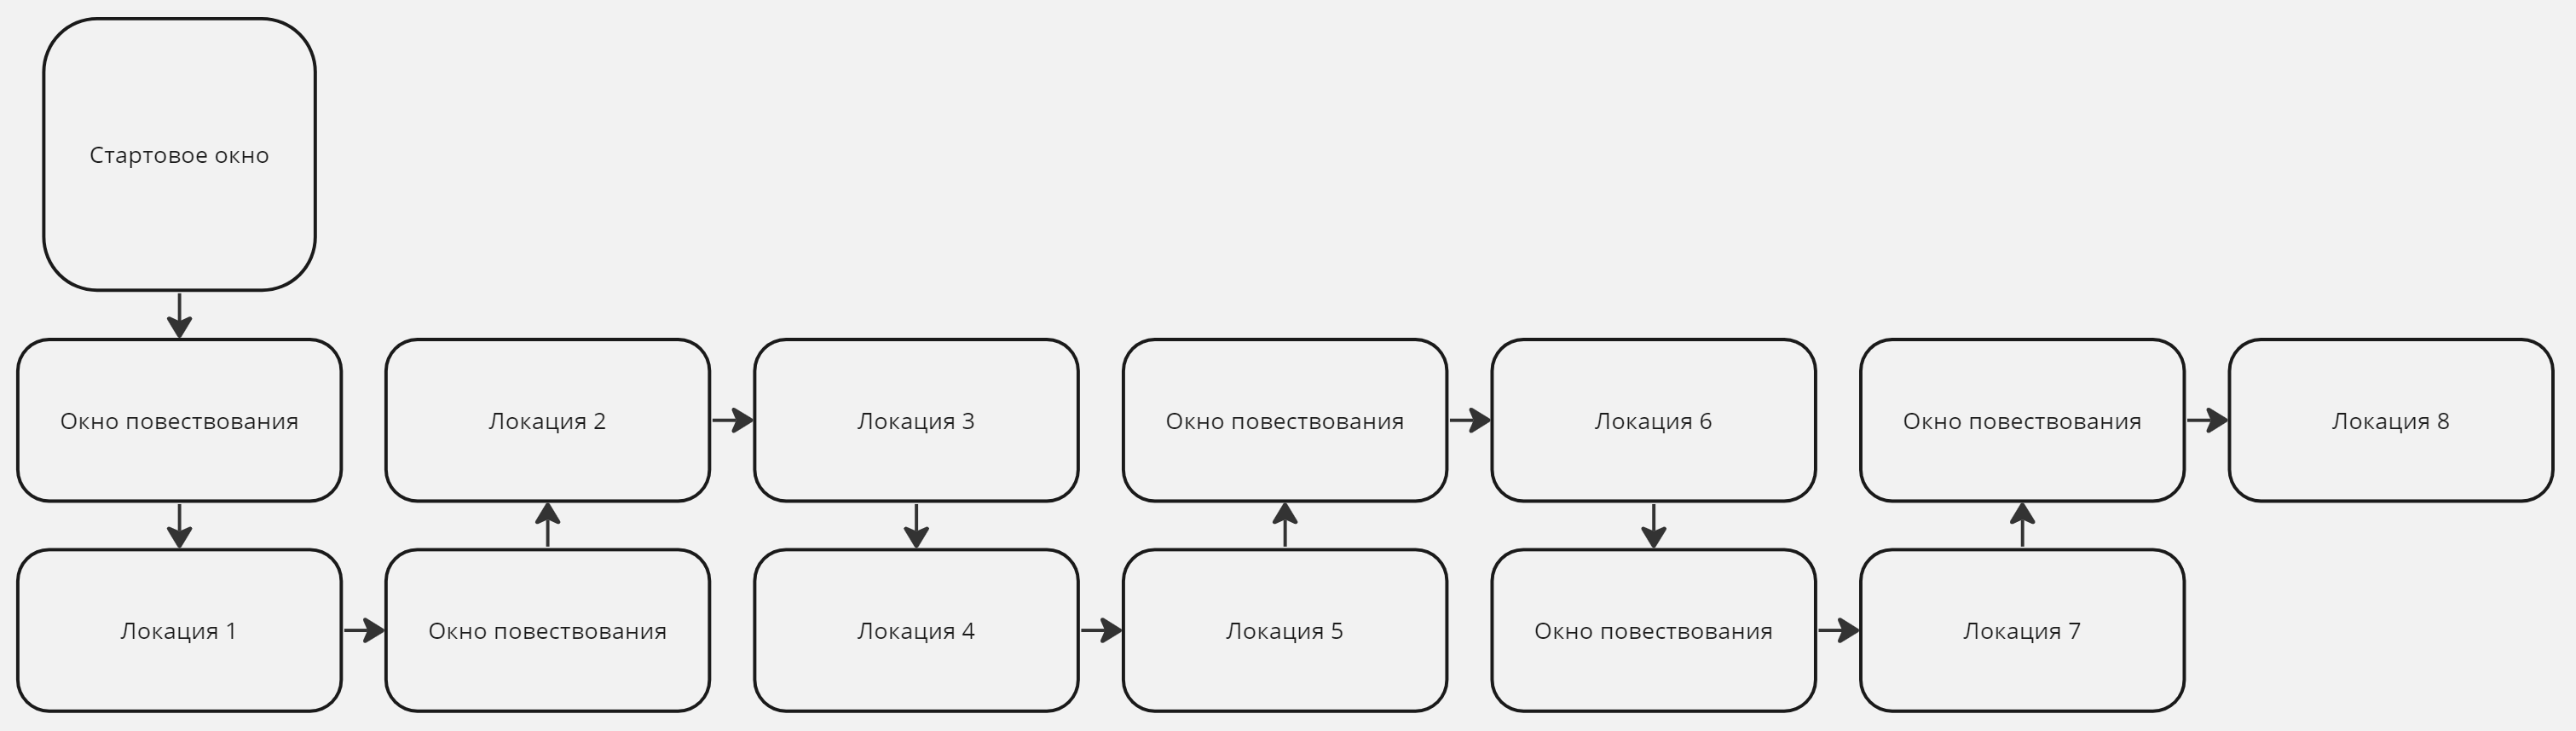 Стартовое окно
Окно повествования
Локация 2
Локация 3
Окно повествования
Локация 6
Окно повествования
Локация 8
Локация 1
Окно повествования
Локация 4
Локация 5
Окно повествования
Локация 7